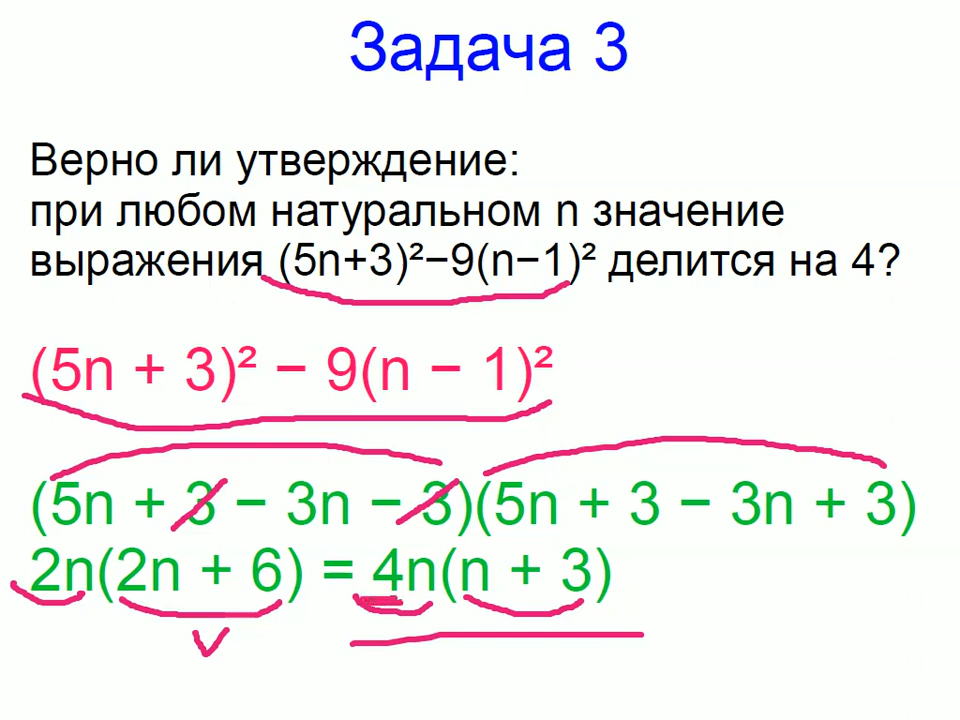 Задача 3
Верно ли утверждение:
при любом натуральном n значение
выражения (5n+3)²−9(n−1)² делится на 4?
(5n + 3)² − 9(n − 1)²
(5n + 3 − 3n − 3)(5n + 3 − 3n + 3)
2n(2n + 6) = 4n(n + 3)